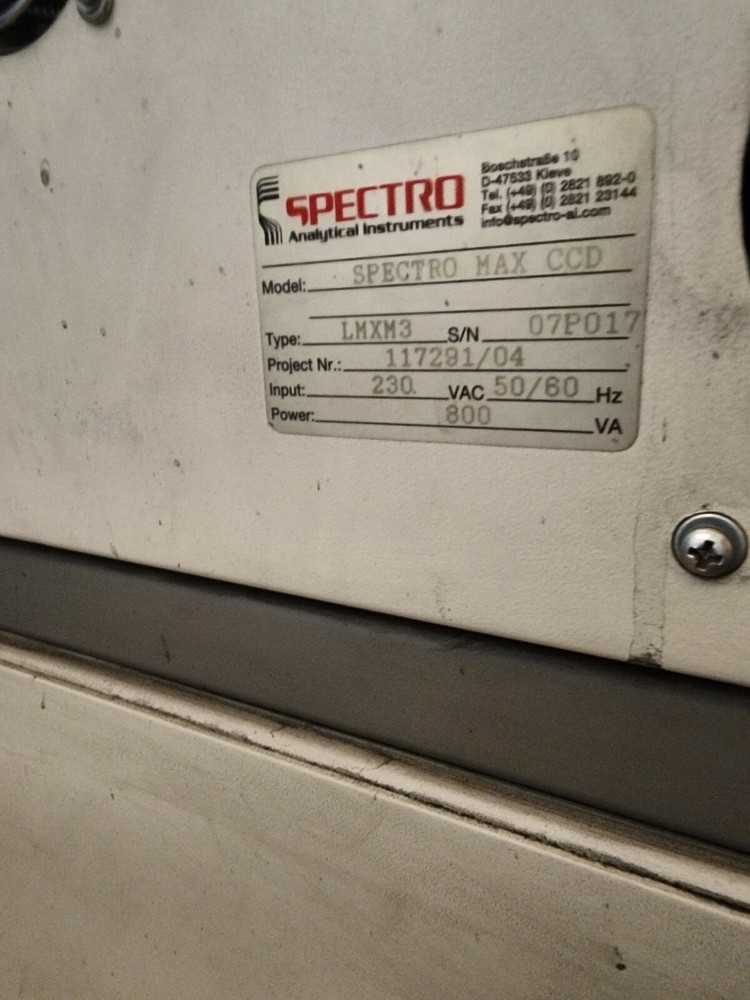 SPECTRO
Analytical Instruments
Boschstraße 10
D-47533 Kleve
Tel. (+49) (0) 2821 892-0
Fax (+49) (0) 2821 23144
info@spectro-ai.com
Model: SPECTRO MAX CCD
Type: LMXM3 S/N 07P017
Project Nr.: 117281/04
Input: 230 VAC 50/60 Hz
Power: 800 VA